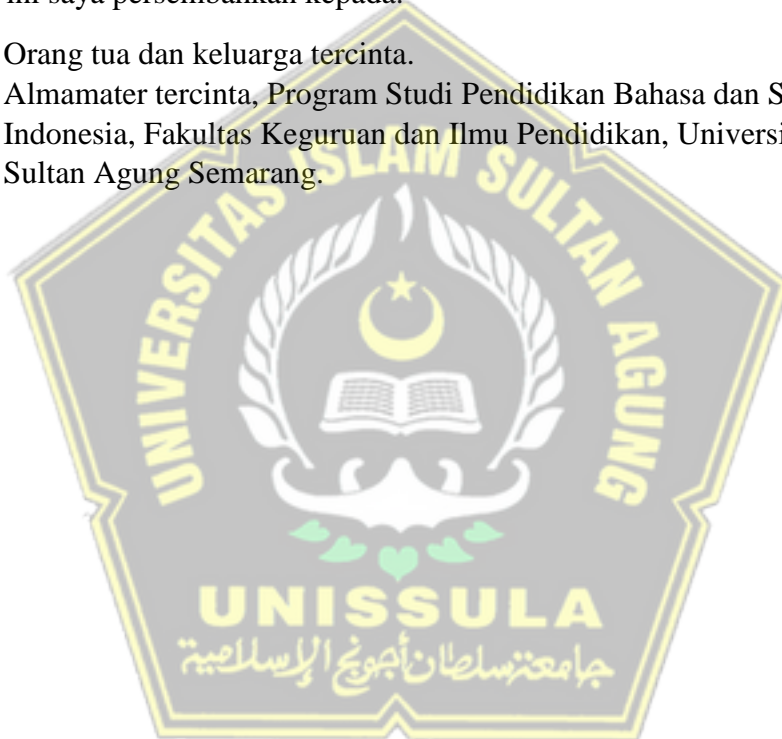 ini saya persembahkan kepada:
Orang tua dan keluarga tercinta.
Almamater tercinta, Program Studi Pendidikan Bahasa dan S
Indonesia, Fakultas Keguruan dan Ilmu Pendidikan, Universi
Sultan Agung Semarang.
UNIVERSITAS ISLAM SULTAN AGUNG
UNISSULA
جامعة سلطان أجونج الإسلامية